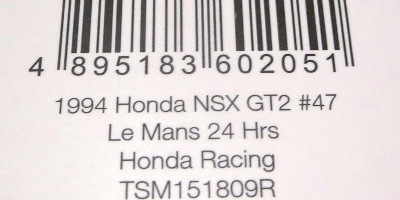 4 895183 602051
1994 Honda NSX GT2 #47
Le Mans 24 Hrs
Honda Racing
TSM151809R